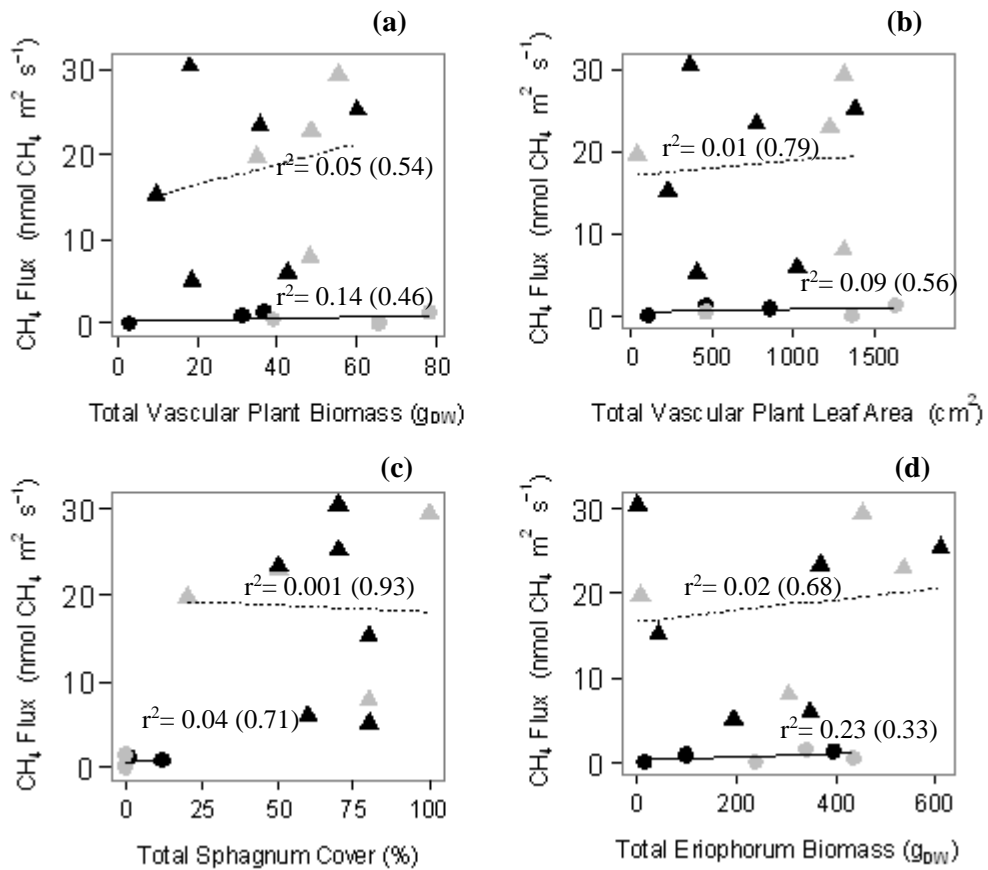 (a)
CH₄ Flux (nmol CH₄ m² s⁻¹)
30
20
10
0
r²= 0.05 (0.54)
r²= 0.14 (0.46)
0 20 40 60 80
Total Vascular Plant Biomass (gDW)
(b)
CH₄ Flux (nmol CH₄ m² s⁻¹)
30
20
10
0
r²= 0.01 (0.79)
r²= 0.09 (0.56)
0 500 1000 1500
Total Vascular Plant Leaf Area (cm²)
(c)
CH₄ Flux (nmol CH₄ m² s⁻¹)
30
20
10
0
r²= 0.001 (0.93)
r²= 0.04 (0.71)
0 25 50 75 100
Total Sphagnum Cover (%)
(d)
CH₄ Flux (nmol CH₄ m² s⁻¹)
30
20
10
0
r²= 0.02 (0.68)
r²= 0.23 (0.33)
0 200 400 600
Total Eriophorum Biomass (gDW)